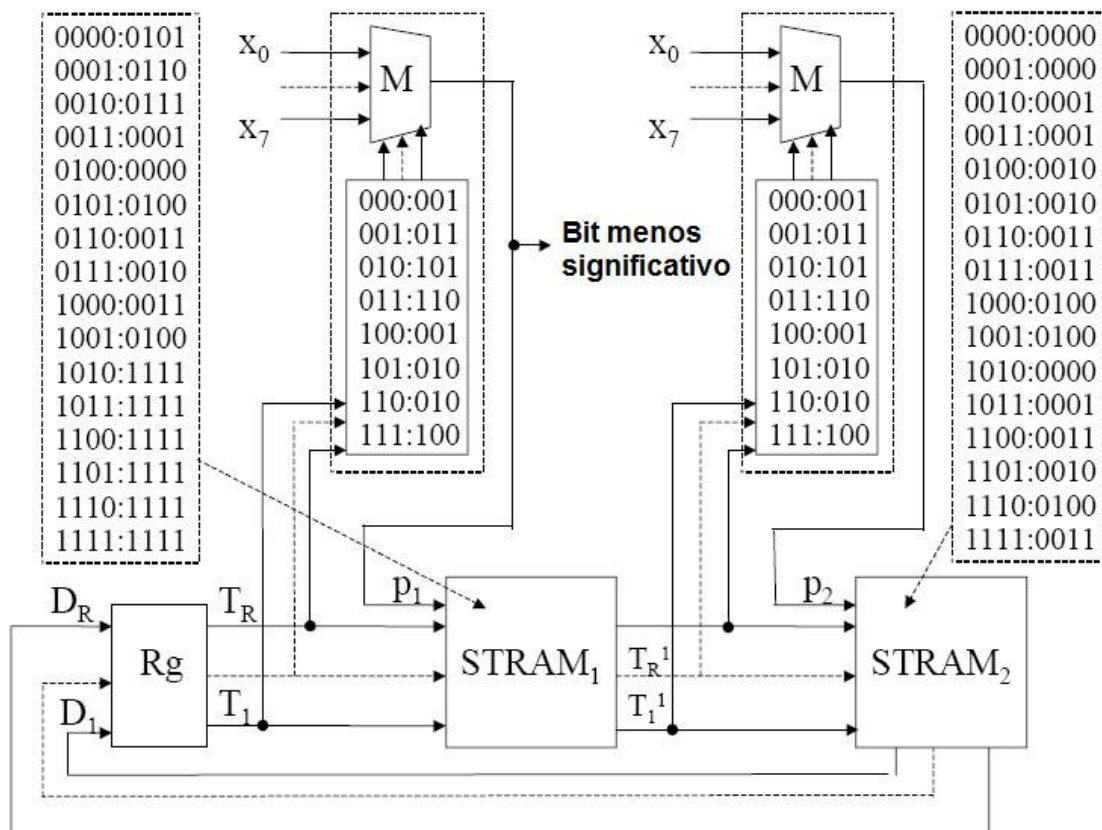 0000:0101
0001:0110
0010:0111
0011:0001
0100:0000
0101:0100
0110:0011
0111:0010
1000:0011
1001:0100
1010:1111
1011:1111
1100:1111
1101:1111
1110:1111
1111:1111
x0
x7
M
000:001
001:011
010:101
011:110
100:001
101:010
110:010
111:100
Bit menos
significativo
x0
x7
M
000:001
001:011
010:101
011:110
100:001
101:010
110:010
111:100
0000:0000
0001:0000
0010:0001
0011:0001
0100:0010
0101:0010
0110:0011
0111:0011
1000:0100
1001:0100
1010:0000
1011:0001
1100:0011
1101:0010
1110:0100
1111:0011
DR
D1
Rg
TR
T1
p1
STRAM1
TR1
T11
p2
STRAM2